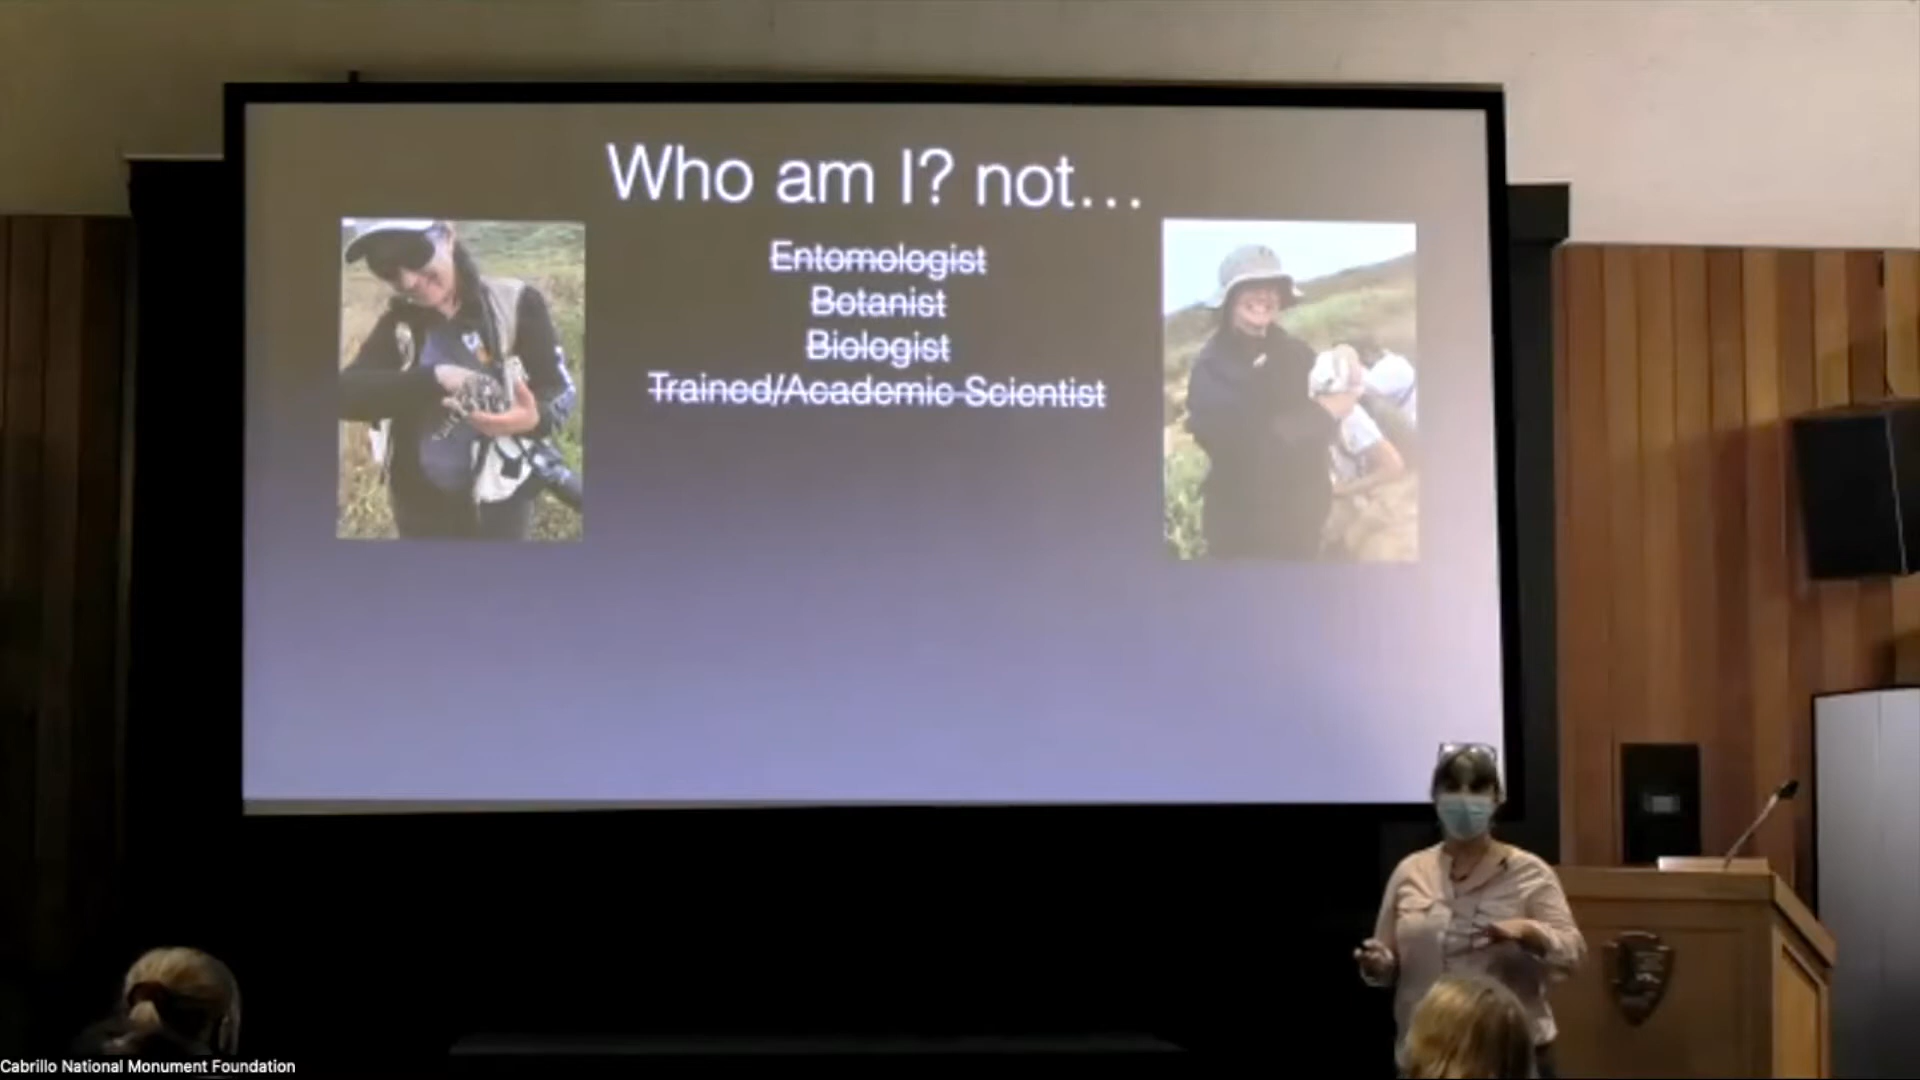 Who am I? not...
Entomologist
Botanist
Biologist
Trained/Academic Scientist
Cabrillo National Monument Foundation